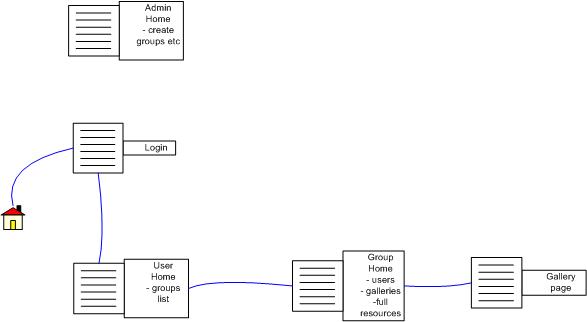 Admin
Home
- create
groups etc
Login
User
Home
- groups
list
Group
Home
- users
- galleries
-full
resources
Gallery
page